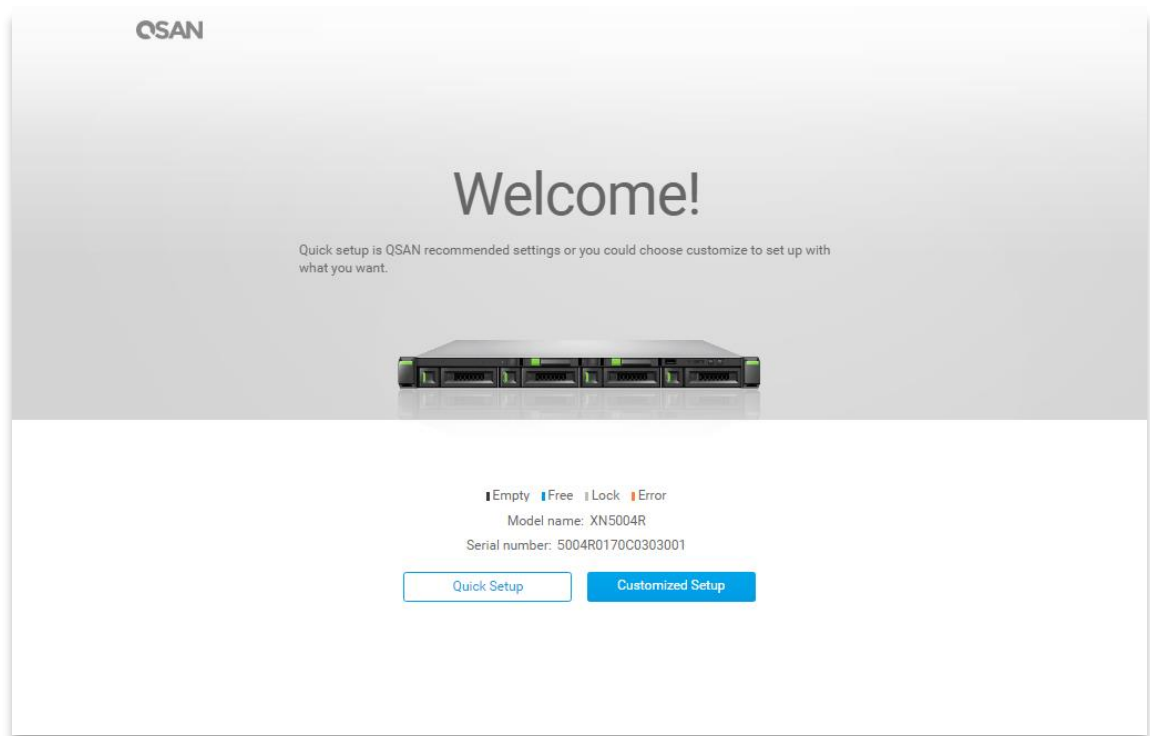 QSAN
Welcome!
Quick setup is QSAN recommended settings or you could choose customize to set up with
what you want.
Empty Free Lock Error
Model name: XN5004R
Serial number: 5004R0170C0303001
Quick Setup Customized Setup